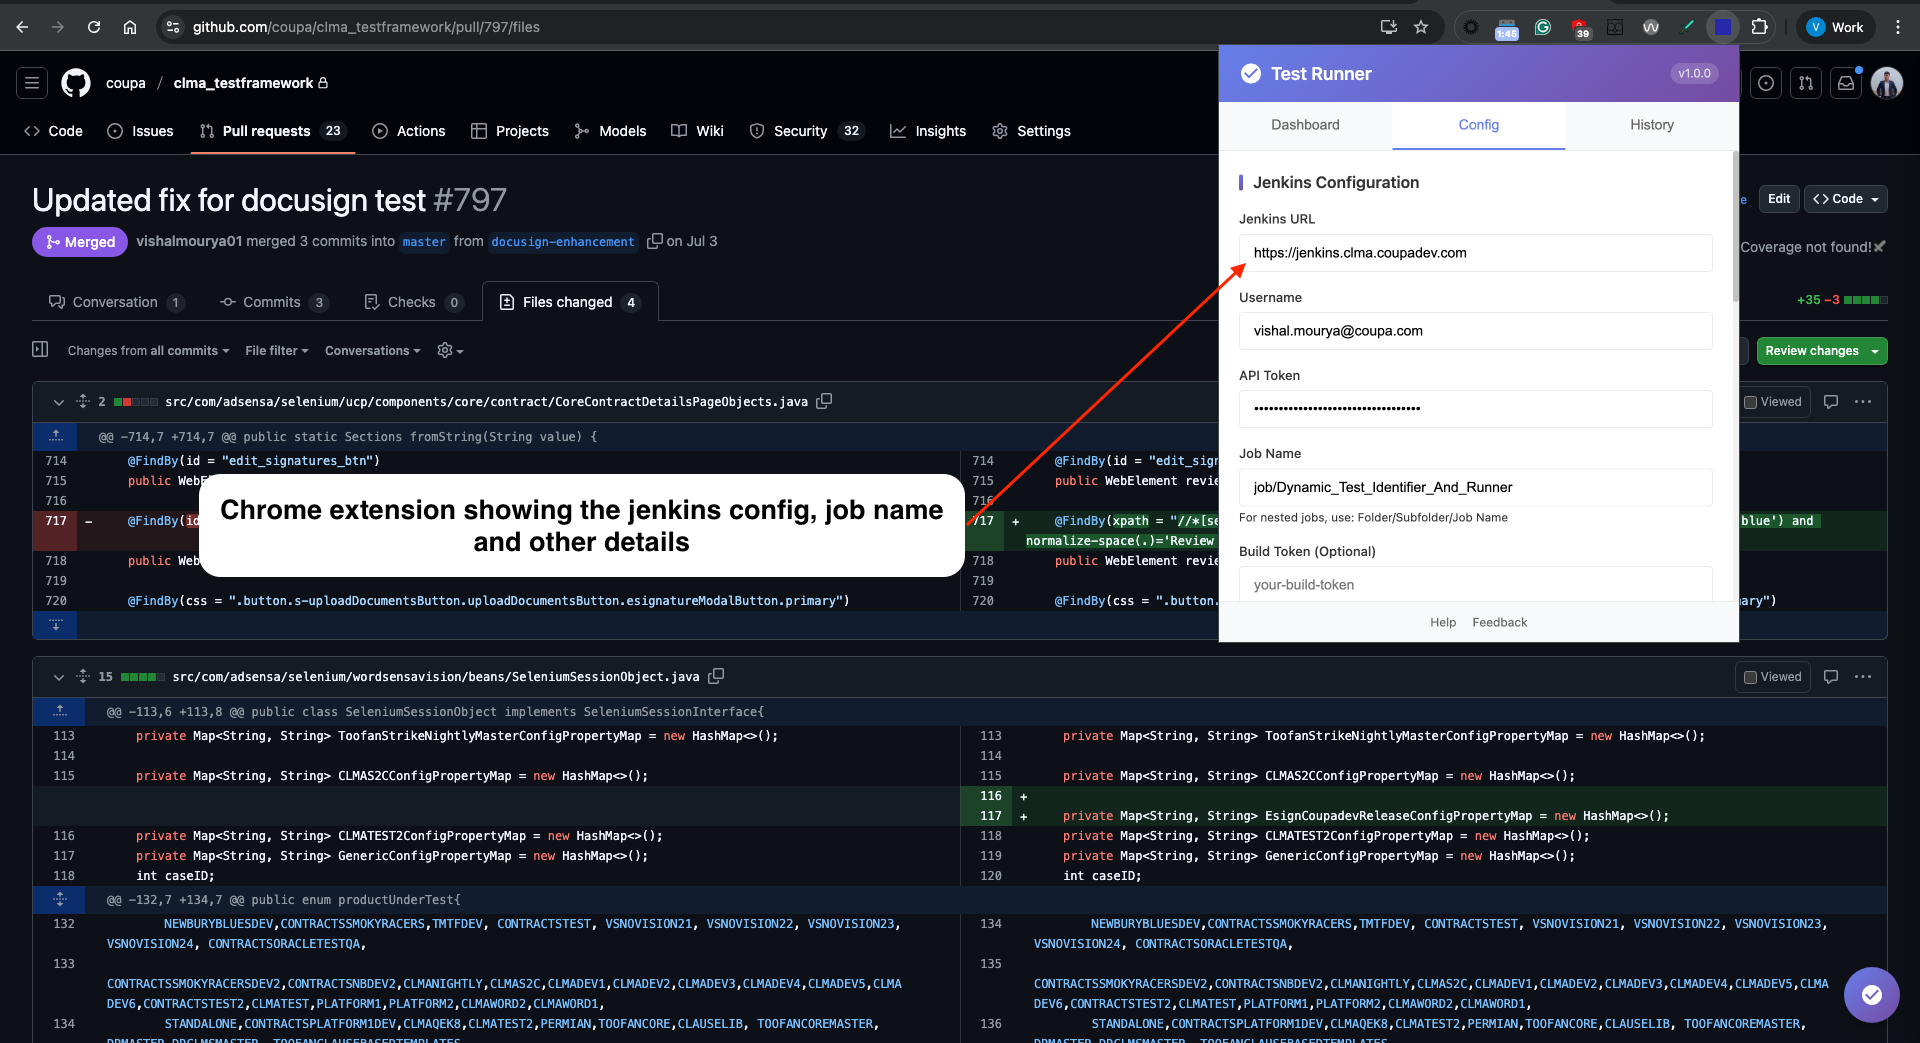 github.com/coupa/clma_testframework/pull/797/files
1:45
39
V Work
coupa / clma_testframework
Code
Issues
Pull requests 23
Actions
Projects
Models
Wiki
Security 32
Insights
Settings
Updated fix for docusign test #797
Edit
Code
Merged
vishalmourya01 merged 3 commits into master from docusign-enhancement on Jul 3
Coverage not found!
Conversation 1
Commits 3
Checks 0
Files changed 4
+35 −3
Changes from all commits
File filter
Conversations
Review changes
2 src/com/adsensa/selenium/ucp/components/core/contract/CoreContractDetailsPageObjects.java
Viewed
@@ -714,7 +714,7 @@ public static Sections fromString(String value) {
714 @FindBy(id = "edit_signatures_btn")
715 public WebE
716
717 - @FindBy(id
718 public Web
719
720 @FindBy(css = ".button.s-uploadDocumentsButton.uploadDocumentsButton.esignatureModalButton.primary")
714 @FindBy(id = "edit_sign
715 public WebElement revie
716
717 + @FindBy(xpath = "//*[se blue') and
normalize-space(.)='Review
718 public WebElement revie
719
720 @FindBy(css = ".button. ary")
Chrome extension showing the jenkins config, job name
and other details
Test Runner
v1.0.0
Dashboard
Config
History
Jenkins Configuration
Jenkins URL
https://jenkins.clma.coupadev.com
Username
vishal.mourya@coupa.com
API Token
••••••••••••••••••••••••••••••••••
Job Name
job/Dynamic_Test_Identifier_And_Runner
For nested jobs, use: Folder/Subfolder/Job Name
Build Token (Optional)
your-build-token
Help
Feedback
15 src/com/adsensa/selenium/wordsensavision/beans/SeleniumSessionObject.java
Viewed
@@ -113,6 +113,8 @@ public class SeleniumSessionObject implements SeleniumSessionInterface{
113 private Map<String, String> ToofanStrikeNightlyMasterConfigPropertyMap = new HashMap<>();
114
115 private Map<String, String> CLMAS2CConfigPropertyMap = new HashMap<>();
116 private Map<String, String> CLMATEST2ConfigPropertyMap = new HashMap<>();
117 private Map<String, String> GenericConfigPropertyMap = new HashMap<>();
118 int caseID;
113 private Map<String, String> ToofanStrikeNightlyMasterConfigPropertyMap = new HashMap<>();
114
115 private Map<String, String> CLMAS2CConfigPropertyMap = new HashMap<>();
116 +
117 + private Map<String, String> EsignCoupadevReleaseConfigPropertyMap = new HashMap<>();
118 private Map<String, String> CLMATEST2ConfigPropertyMap = new HashMap<>();
119 private Map<String, String> GenericConfigPropertyMap = new HashMap<>();
120 int caseID;
@@ -132,7 +134,7 @@ public enum productUnderTest{
132 NEWBURYBLUESDEV,CONTRACTSSMOKYRACERS,TMTFDEV, CONTRACTSTEST, VSNOVISION21, VSNOVISION22, VSNOVISION23,
VSNOVISION24, CONTRACTSORACLETESTQA,
133
CONTRACTSSMOKYRACERSDEV2,CONTRACTSNBDEV2,CLMANIGHTLY,CLMAS2C,CLMADEV1,CLMADEV2,CLMADEV3,CLMADEV4,CLMADEV5,CLMA
DEV6,CONTRACTSTEST2,CLMATEST,PLATFORM1,PLATFORM2,CLMAWORD2,CLMAWORD1,
134 STANDALONE,CONTRACTSPLATFORM1DEV,CLMAQEK8,CLMATEST2,PERMIAN,TOOFANCORE,CLAUSELIB, TOOFANCOREMASTER,
134 NEWBURYBLUESDEV,CONTRACTSSMOKYRACERS,TMTFDEV, CONTRACTSTEST, VSNOVISION21, VSNOVISION22, VSNOVISION23,
VSNOVISION24, CONTRACTSORACLETESTQA,
135
CONTRACTSSMOKYRACERSDEV2,CONTRACTSNBDEV2,CLMANIGHTLY,CLMAS2C,CLMADEV1,CLMADEV2,CLMADEV3,CLMADEV4,CLMADEV5,CLMA
DEV6,CONTRACTSTEST2,CLMATEST,PLATFORM1,PLATFORM2,CLMAWORD2,CLMAWORD1,
136 STANDALONE,CONTRACTSPLATFORM1DEV,CLMAQEK8,CLMATEST2,PERMIAN,TOOFANCORE,CLAUSELIB, TOOFANCOREMASTER,